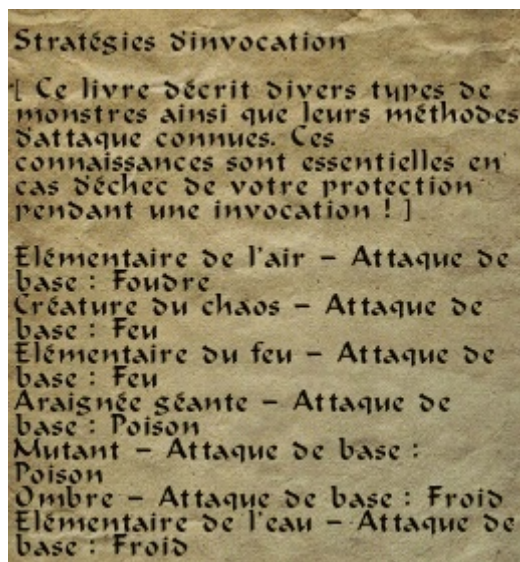 Stratégies d'invocation
[ Ce livre décrit divers types de
monstres ainsi que leurs méthodes
d'attaque connues. Ces
connaissances sont essentielles en
cas d'échec de votre protection
pendant une invocation ! ]
Elémentaire de l'air – Attaque de
base : Foudre
Créature du chaos – Attaque de
base : Feu
Elémentaire du feu – Attaque de
base : Feu
Araignée géante – Attaque de
base : Poison
Mutant – Attaque de base :
Poison
Ombre – Attaque de base : Froid
Elémentaire de l'eau – Attaque de
base : Froid